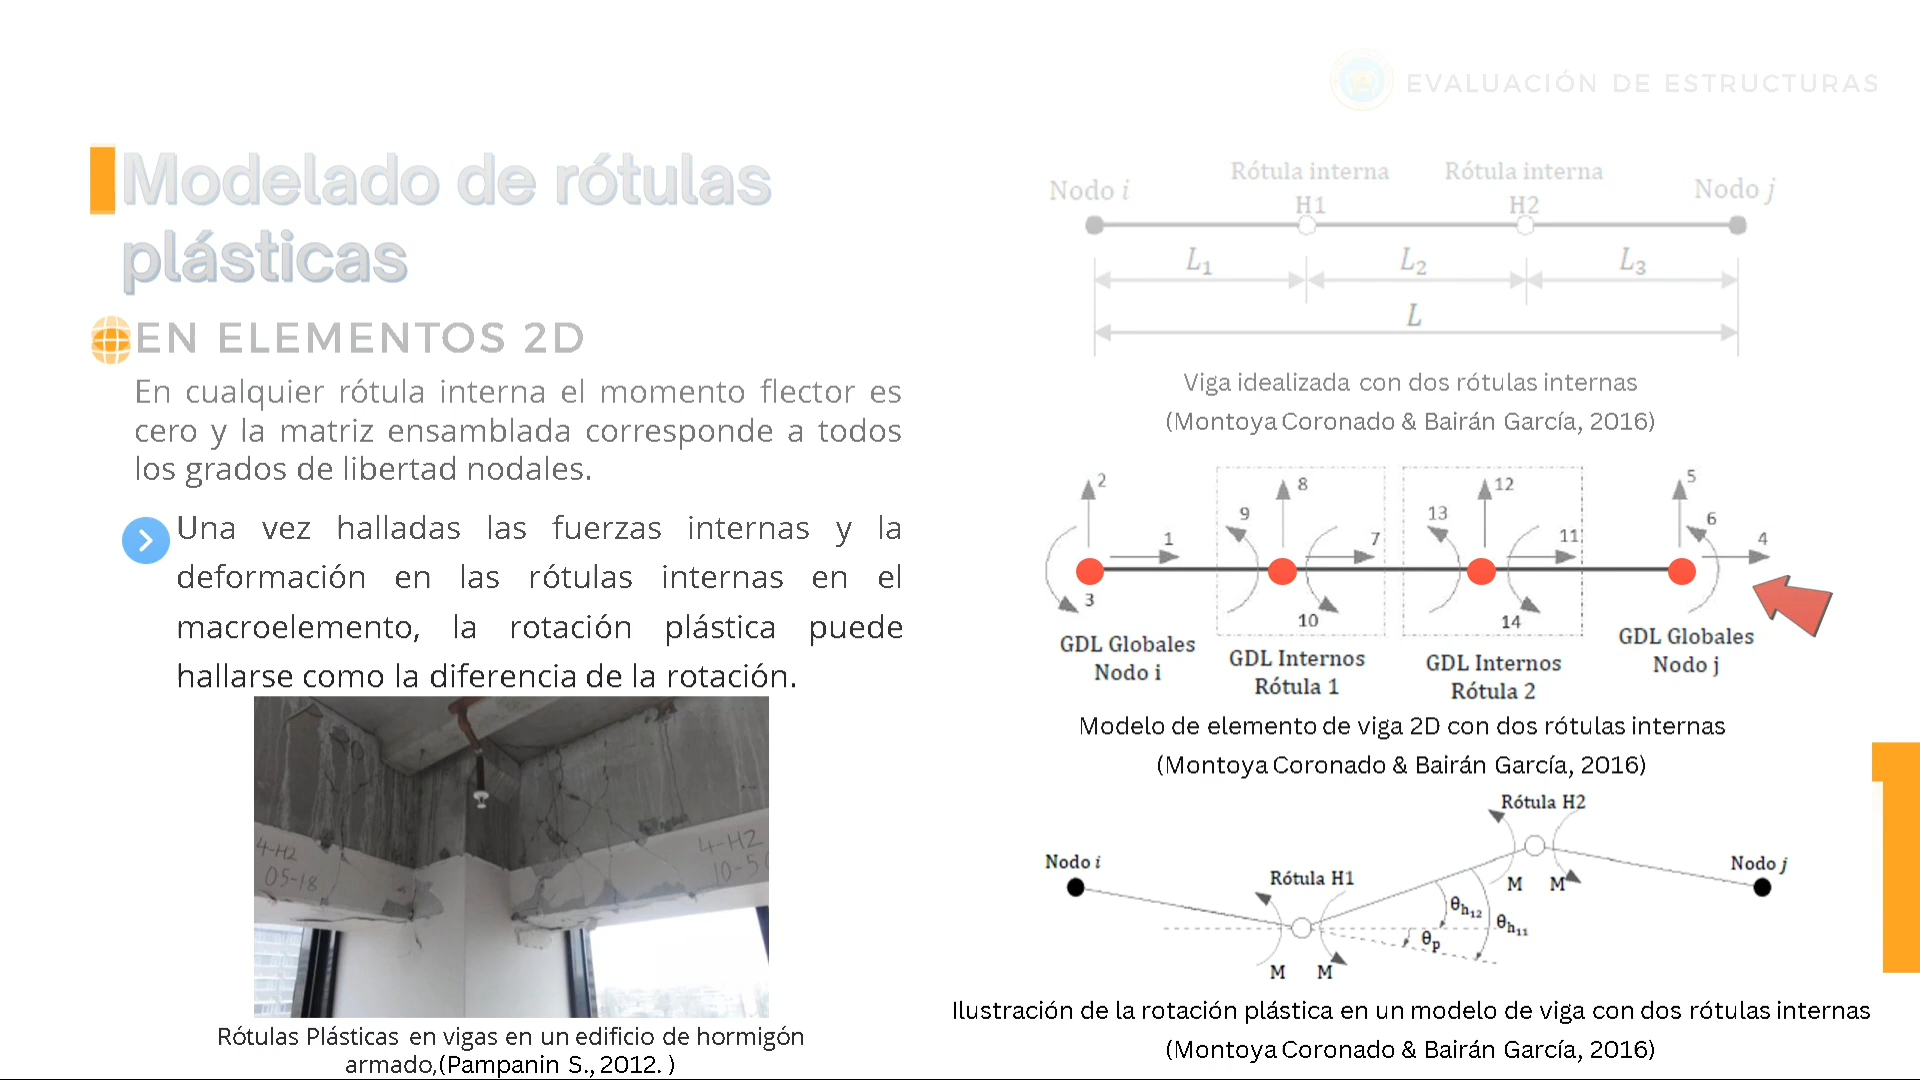 EVALUACIÓN DE ESTRUCTURAS
Modelado de rótulas
plásticas
EN ELEMENTOS 2D
En cualquier rótula interna el momento flector es
cero y la matriz ensamblada corresponde a todos
los grados de libertad nodales.
Una vez halladas las fuerzas internas y la
deformación en las rótulas internas en el
macroelemento, la rotación plástica puede
hallarse como la diferencia de la rotación.
4-H2
05-18
4-H2
10-5
Rótulas Plásticas en vigas en un edificio de hormigón
armado,(Pampanin S., 2012. )
Nodo i
Rótula interna
H1
Rótula interna
H2
Nodo j
L1
L2
L3
L
Viga idealizada con dos rótulas internas
(Montoya Coronado & Bairán García, 2016)
2
8
12
5
9
13
6
1
7
11
4
3
10
14
GDL Globales
Nodo i
GDL Internos
Rótula 1
GDL Internos
Rótula 2
GDL Globales
Nodo j
Modelo de elemento de viga 2D con dos rótulas internas
(Montoya Coronado & Bairán García, 2016)
Rótula H2
Nodo i
Nodo j
Rótula H1
M M
θh12
θh11
θp
M M
Ilustración de la rotación plástica en un modelo de viga con dos rótulas internas
(Montoya Coronado & Bairán García, 2016)